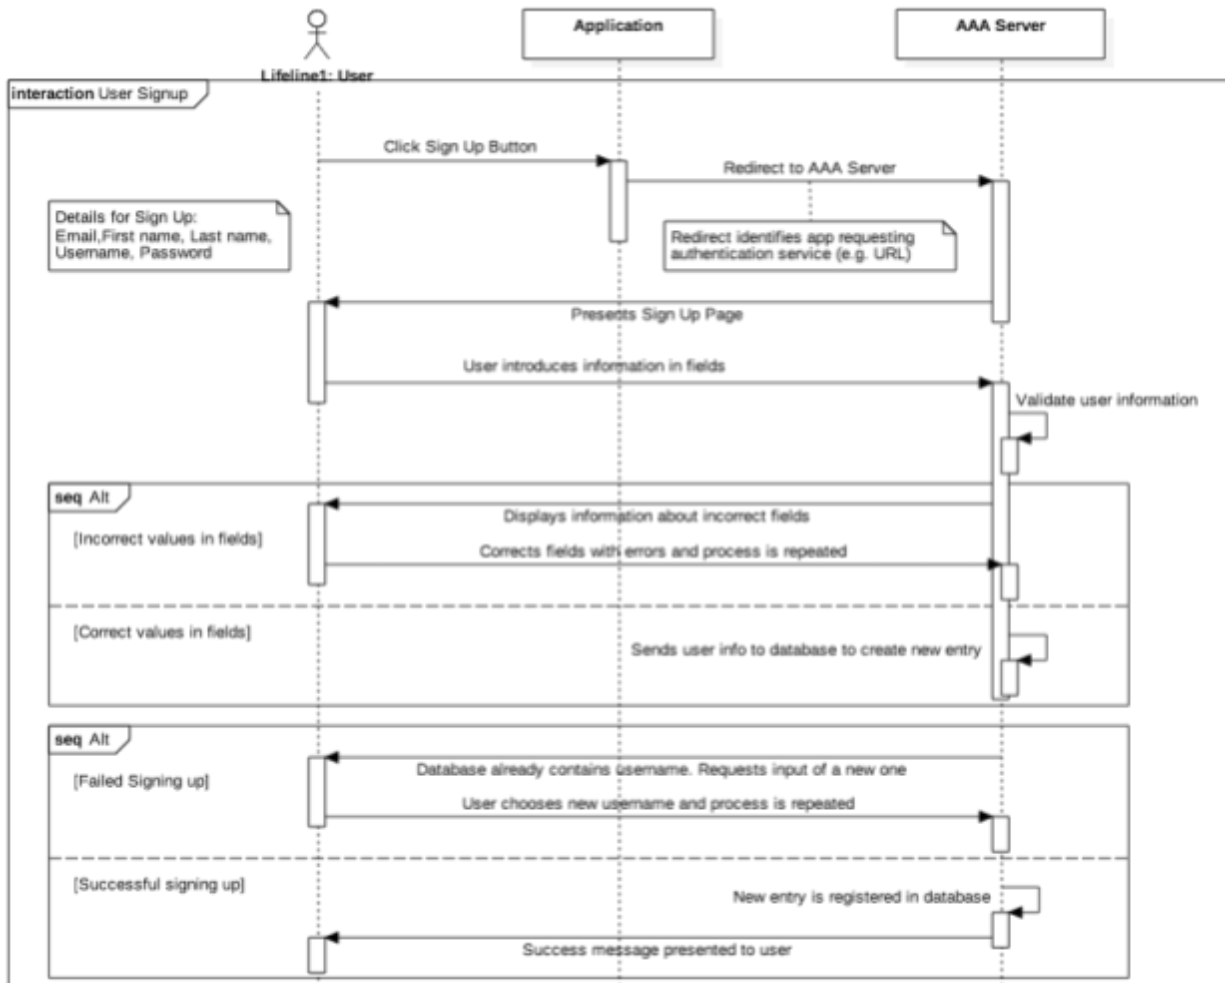 Application
AAA Server
Lifeline1: User
interaction User Signup
Click Sign Up Button
Redirect to AAA Server
Details for Sign Up:
Email,First name, Last name,
Username, Password
Redirect identifies app requesting
authentication service (e.g. URL)
Presents Sign Up Page
User introduces information in fields
Validate user information
seq Alt
Displays information about incorrect fields
[Incorrect values in fields]
Corrects fields with errors and process is repeated
[Correct values in fields]
Sends user info to database to create new entry
seq Alt
Database already contains username. Requests input of a new one
[Failed Signing up]
User chooses new username and process is repeated
[Successful signing up]
New entry is registered in database
Success message presented to user